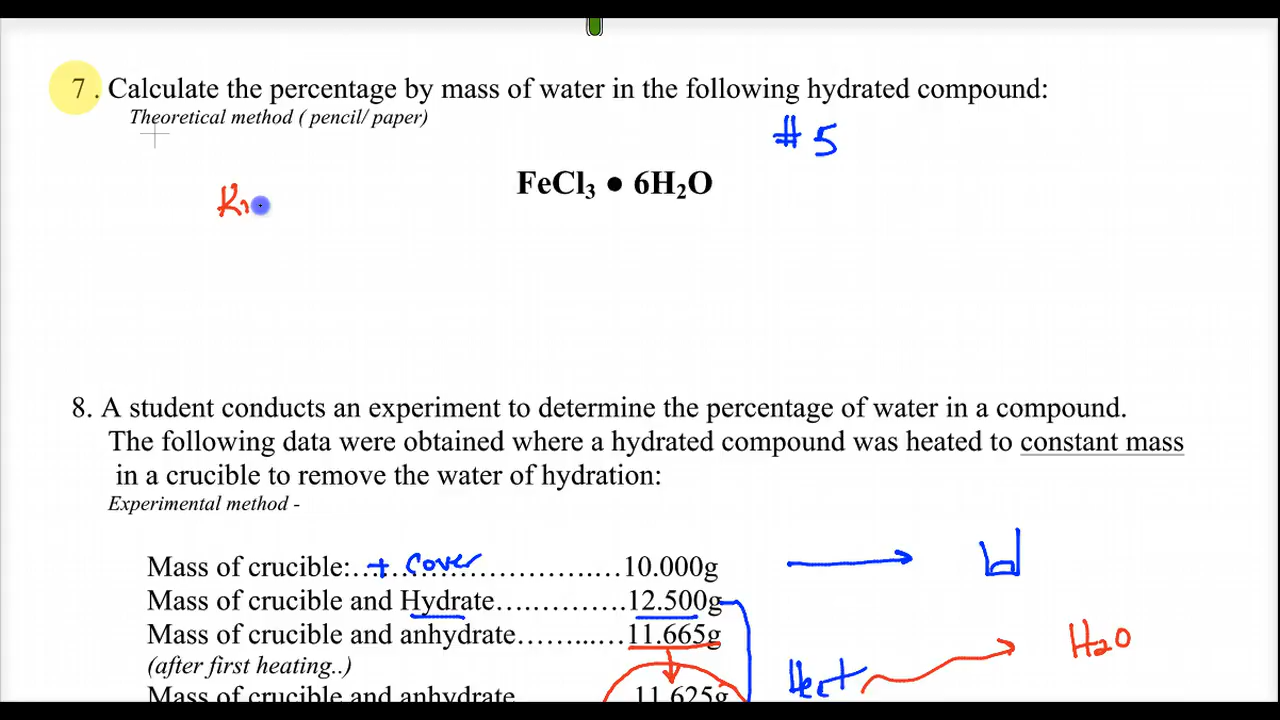 7 . Calculate the percentage by mass of water in the following hydrated compound:
Theoretical method ( pencil/ paper)
# 5
FeCl₃ ● 6H₂O
8. A student conducts an experiment to determine the percentage of water in a compound.
The following data were obtained where a hydrated compound was heated to constant mass
in a crucible to remove the water of hydration:
Experimental method -
Mass of crucible:...+ cover........................10.000g
Mass of crucible and Hydrate.................12.500g
Mass of crucible and anhydrate.............11.665g
H₂O
(after first heating..)
Mass of crucible and anhydrate 11.625g